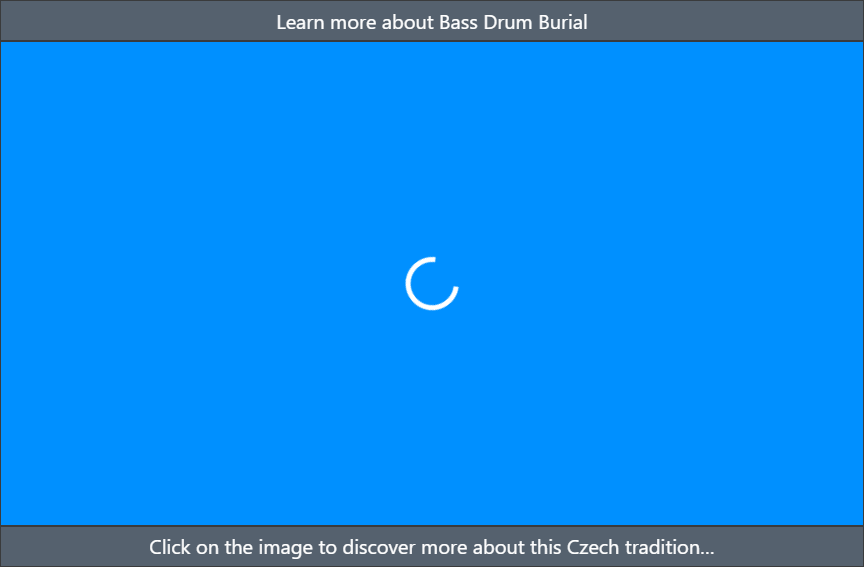 Learn more about Bass Drum Burial
Click on the image to discover more about this Czech tradition...